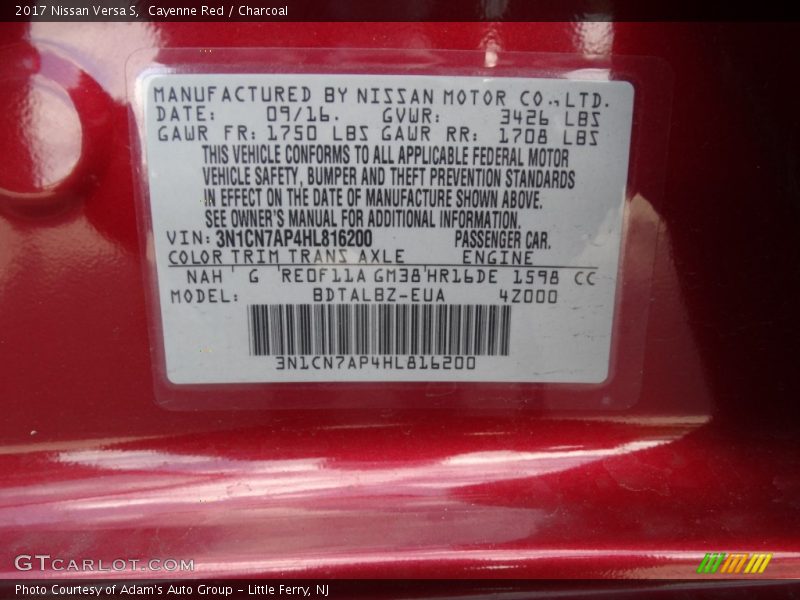 2017 Nissan Versa S,  Cayenne Red / Charcoal
MANUFACTURED BY NISSAN MOTOR CO.,LTD.
DATE: 09/16. GVWR: 3426 LBS
GAWR FR: 1750 LBS GAWR RR: 1708 LBS
THIS VEHICLE CONFORMS TO ALL APPLICABLE FEDERAL MOTOR
VEHICLE SAFETY, BUMPER AND THEFT PREVENTION STANDARDS
IN EFFECT ON THE DATE OF MANUFACTURE SHOWN ABOVE.
SEE OWNER'S MANUAL FOR ADDITIONAL INFORMATION.
VIN: 3N1CN7AP4HL816200 PASSENGER CAR.
COLOR TRIM TRANS AXLE ENGINE
NAH ' G 'RE0F11A GM38'HR16DE 1598 CC
MODEL: BDTALBZ-EUA 4Z000
3N1CN7AP4HL816200
GTCARLOT.COM
Photo Courtesy of Adam's Auto Group - Little Ferry, NJ